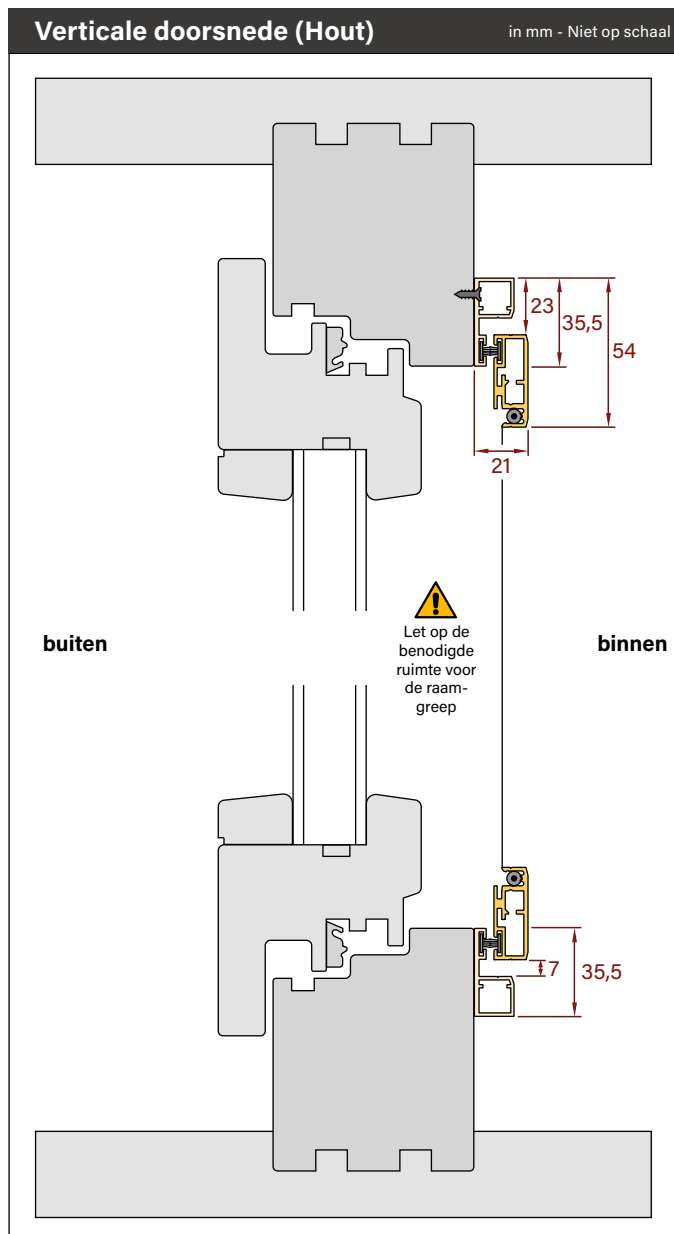 Verticale doorsnede (Hout)
in mm - Niet op schaal
23
35,5
54
21
Let op de
benodigde
ruimte voor
de raam-
greep
buiten
binnen
7
35,5